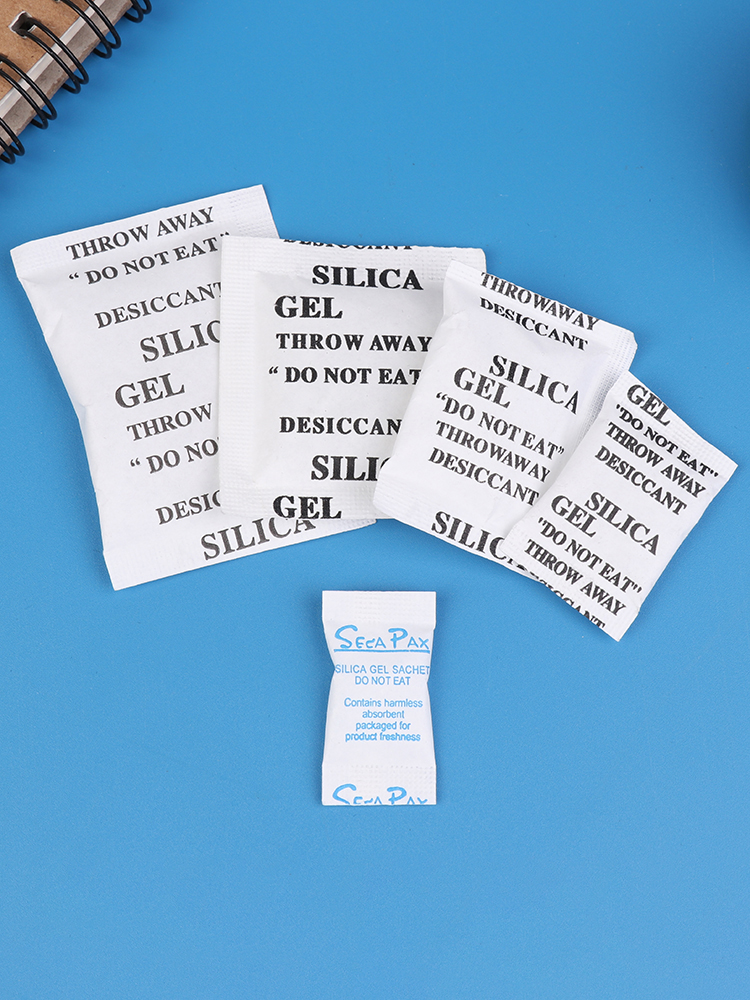 THROW AWAY
“ DO NOT EAT”
DESICCANT
SILIC
GEL
THROW
“ DO NO
DESICC
SILICA
DESICCANT
SILICA
GEL
THROW AWAY
“ DO NOT EAT
DESICCAN
SILI
GEL
THROWAWAY
DESICCANT
SILICA
GEL
“DO NOT EAT”
THROWAWAY
DESICCANT
SILIC
GEL
"DO NOT EAT"
THROW AWAY
DESICCANT
SILICA
GEL
"DO NOT EAT"
THROW AWAY
DESICCANT
SECA PAX
SILICA GEL SACHET
DO NOT EAT
Contains harmless
absorbent
packaged for
product freshness
SECA PAX